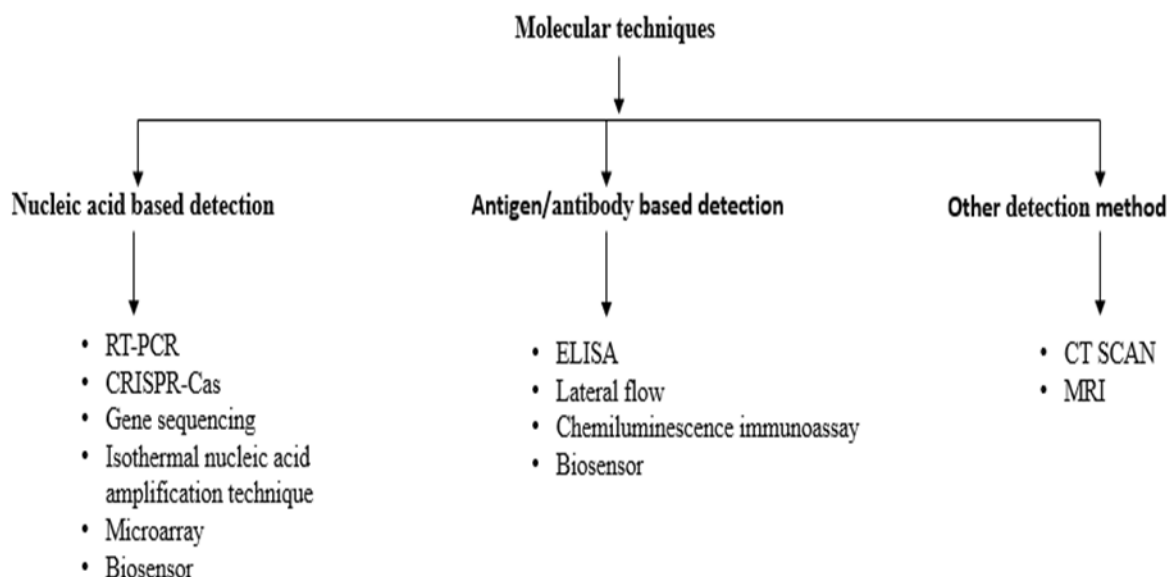 Molecular techniques
Nucleic acid based detection
• RT-PCR
• CRISPR-Cas
• Gene sequencing
• Isothermal nucleic acid
amplification technique
• Microarray
• Biosensor
Antigen/antibody based detection
• ELISA
• Lateral flow
• Chemiluminescence immunoassay
• Biosensor
Other detection method
• CT SCAN
• MRI